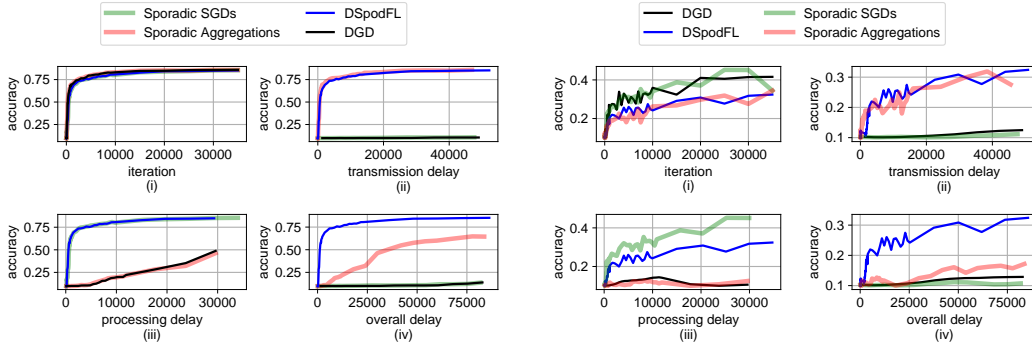 Sporadic SGDs
Sporadic Aggregations
DSpodFL
DGD
DGD
DSpodFL
Sporadic SGDs
Sporadic Aggregations
accuracy
0.75
0.50
0.25
0 10000 20000 30000
iteration
(i)
accuracy
0.75
0.50
0.25
0 20000 40000
transmission delay
(ii)
accuracy
0.4
0.2
0 10000 20000 30000
iteration
(i)
accuracy
0.3
0.2
0.1
0 20000 40000
transmission delay
(ii)
accuracy
0.75
0.50
0.25
0 10000 20000 30000
processing delay
(iii)
accuracy
0.75
0.50
0.25
0 25000 50000 75000
overall delay
(iv)
accuracy
0.4
0.2
0 10000 20000 30000
processing delay
(iii)
accuracy
0.3
0.2
0.1
0 25000 50000 75000
overall delay
(iv)